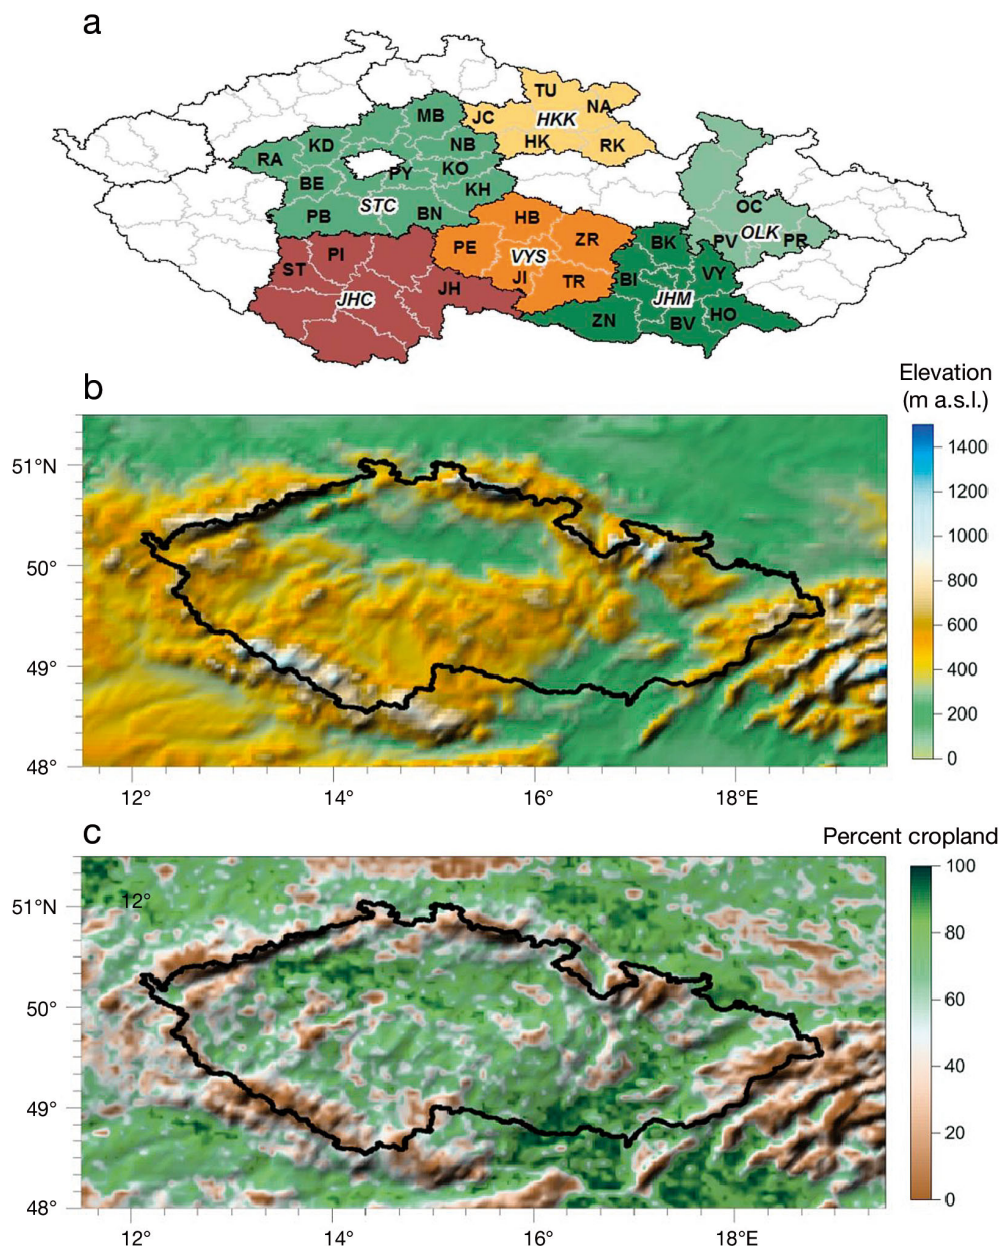 a
TU
NA
MB
JC
HKK
KD
NB
HK
RK
RA
PY
KO
BE
KH
STC
OC
PB
BN
HB
OLK
PE
ZR
BK
PV
PR
PI
VYS
ST
JI
TR
BI
VY
JHC
JH
JHM
ZN
BV
HO
b
Elevation
(m a.s.l.)
51°N
50°
49°
48°
12°
14°
16°
18°E
1400
1200
1000
800
600
400
200
0
c
Percent cropland
12°
51°N
50°
49°
48°
12°
14°
16°
18°E
100
80
60
40
20
0